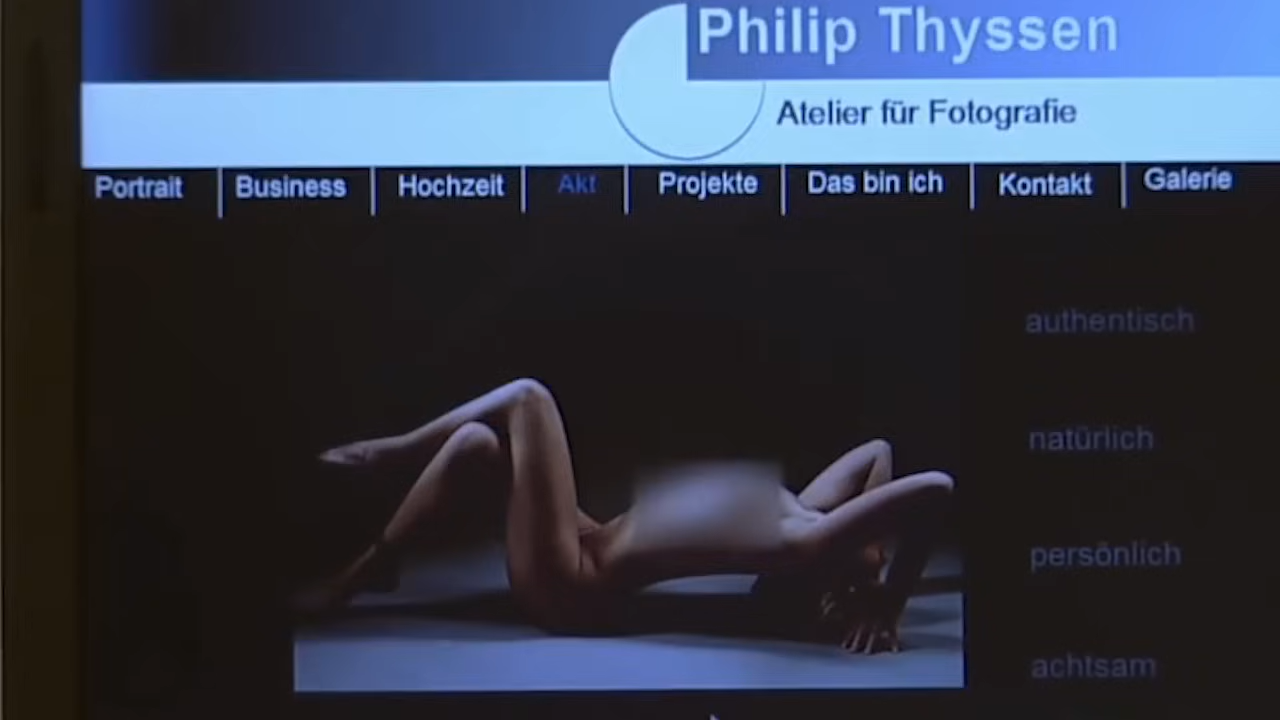 Philip Thyssen
Atelier für Fotografie
Portrait Business Hochzeit Akt Projekte Das bin ich Kontakt Galerie
authentisch
natürlich
persönlich
achtsam